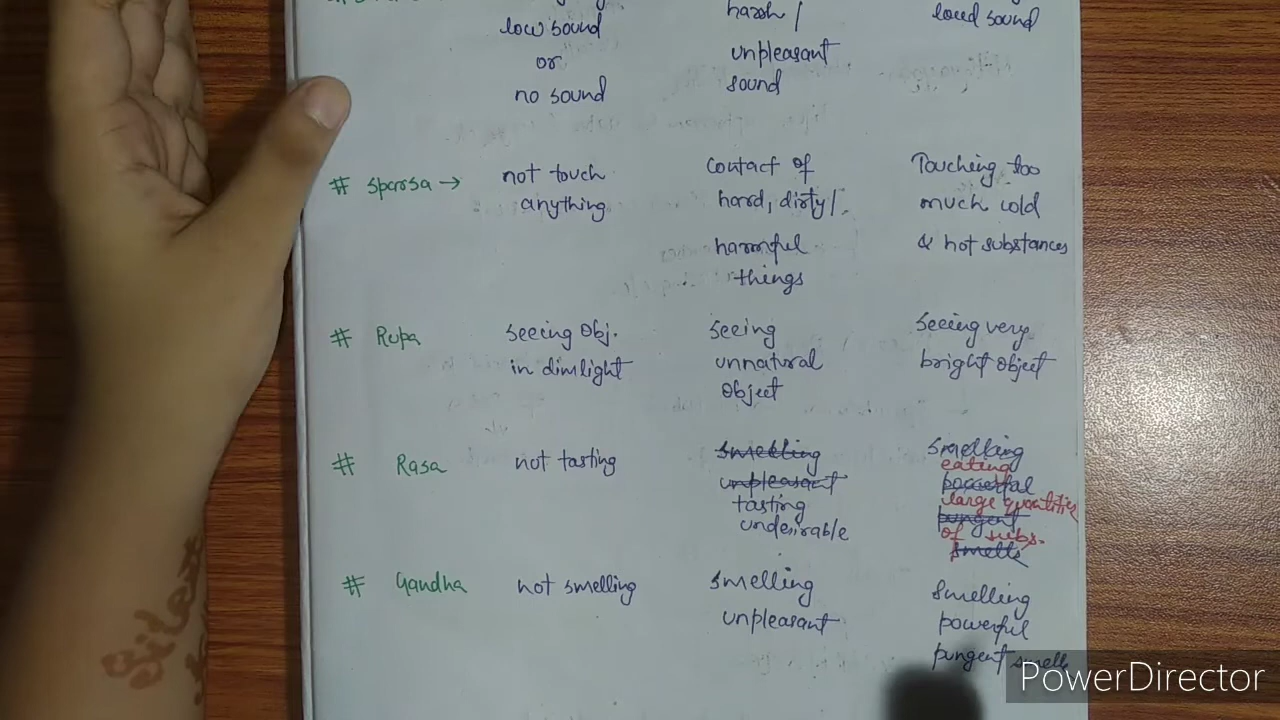 low sound
or
no sound
harsh/
unpleasant
sound
loud sound
# sparsa → not touch
anything
Contact of
hard, dirty/
harmful
things
Touching too
much cold
& hot substances
# Rupa
seeing Obj.
in dimlight
seeing
unnatural
object
seeing very
bright object
# Rasa
not tasting
smelling
unpleasant
tasting
undesirable
smelling
eating
powerful
large quantities
pungent
of subs.
smells
# Gandha
not smelling
smelling
unpleasant
smelling
powerful
pungent smell
PowerDirector